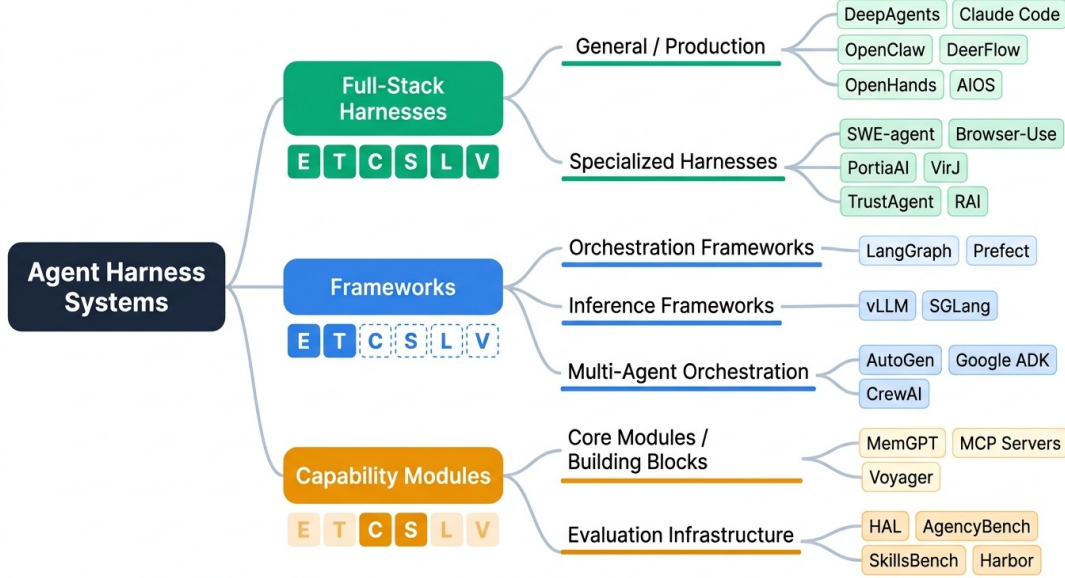 Agent Harness
Systems
Full-Stack
Harnesses
E T C S L V
General / Production
DeepAgents Claude Code
OpenClaw DeerFlow
OpenHands AIOS
Specialized Harnesses
SWE-agent Browser-Use
PortiaAI VirJ
TrustAgent RAI
Frameworks
E T C S L V
Orchestration Frameworks
LangGraph Prefect
Inference Frameworks
vLLM SGLang
Multi-Agent Orchestration
AutoGen Google ADK
CrewAI
Capability Modules
E T C S L V
Core Modules /
Building Blocks
MemGPT MCP Servers
Voyager
Evaluation Infrastructure
HAL AgencyBench
SkillsBench Harbor